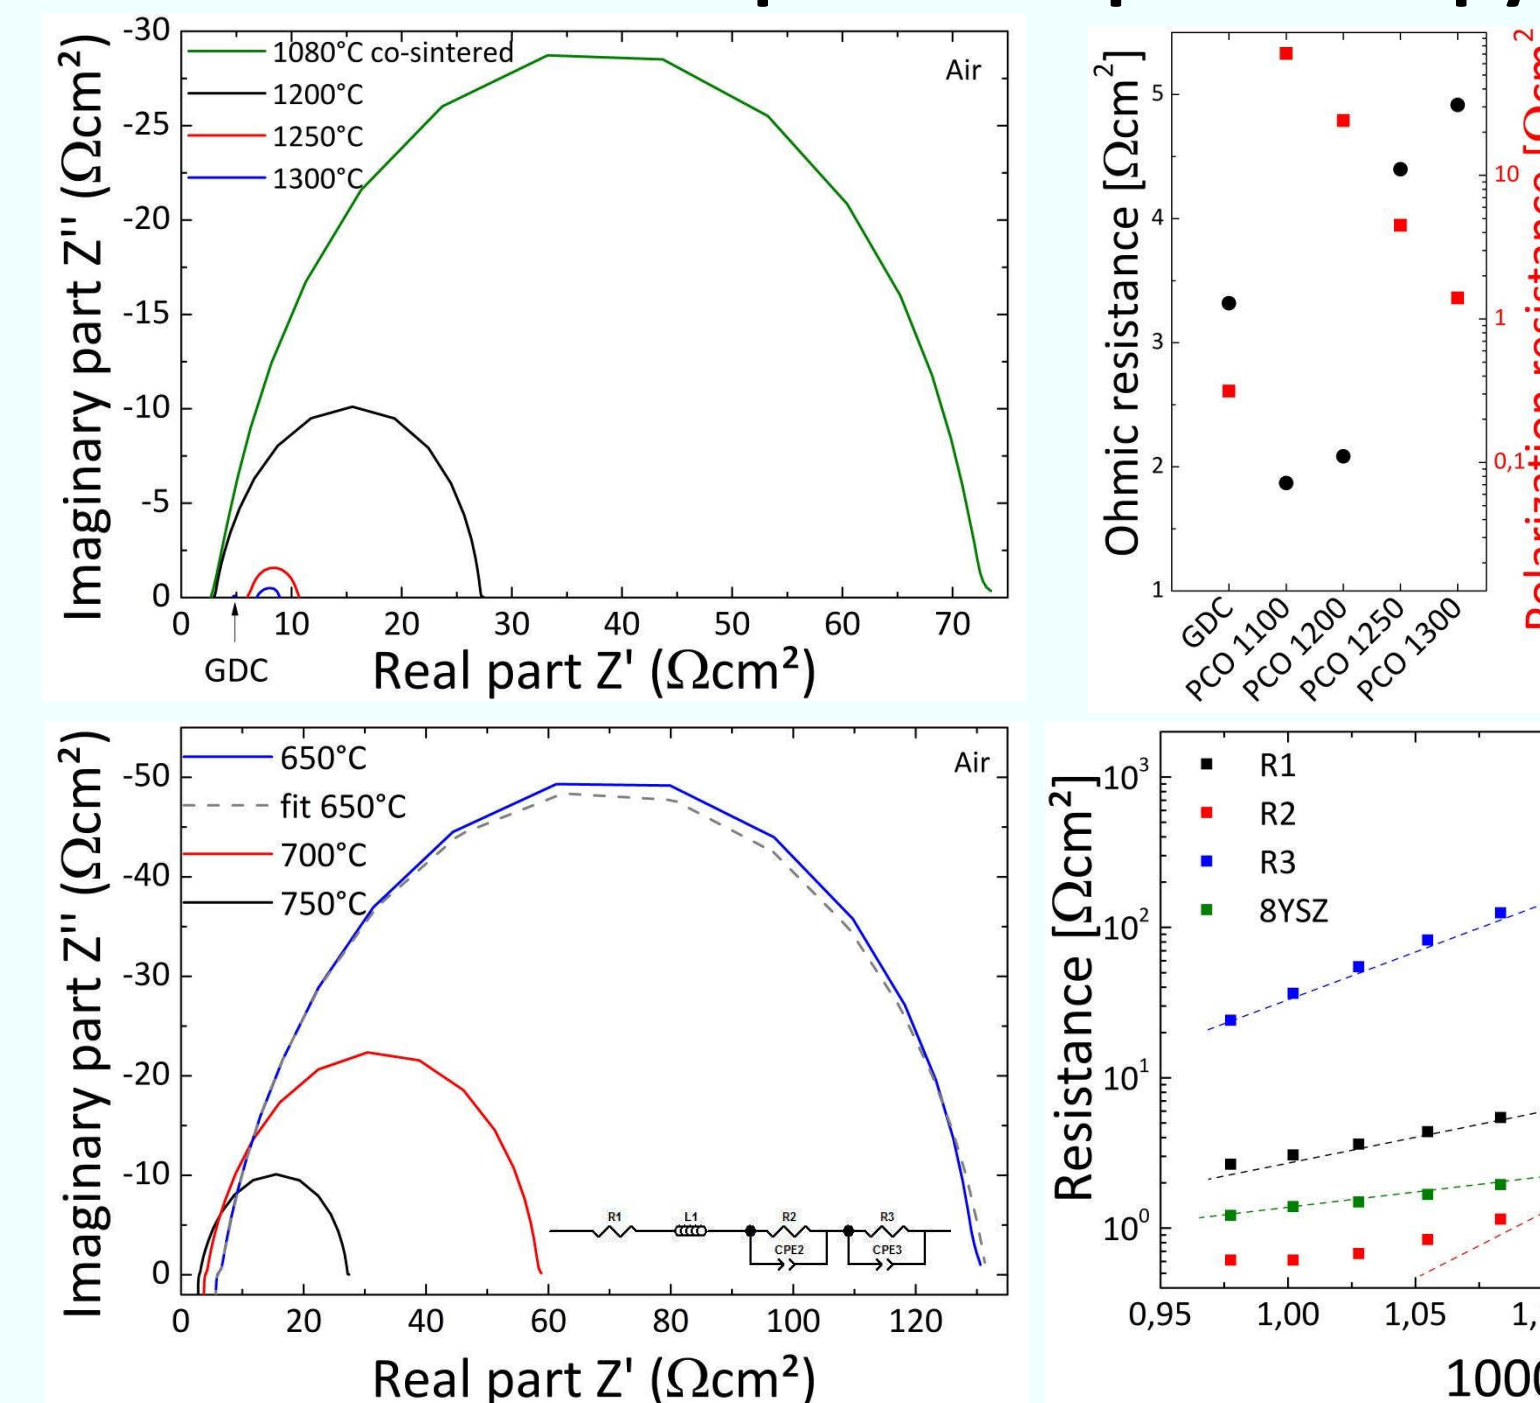 -30
-25
-20
-15
-10
-5
0
Imaginary part Z'' (Ωcm²)
1080°C co-sintered
1200°C
1250°C
1300°C
Air
0 10 20 30 40 50 60 70
GDC
Real part Z' (Ωcm²)
5
4
3
2
1
Ohmic resistance [Ωcm²]
10
1
0,1
Polarization resistance [Ωcm²
GDC
PCO 1100
PCO 1200
PCO 1250
PCO 1300
-50
-40
-30
-20
-10
0
Imaginary part Z'' (Ωcm²)
650°C
fit 650°C
700°C
750°C
Air
R1 L1 R2 R3
CPE2 CPE3
0 20 40 60 80 100 120
Real part Z' (Ωcm²)
10³
10²
10¹
10⁰
Resistance [Ωcm²]
R1
R2
R3
8YSZ
0,95 1,00 1,05